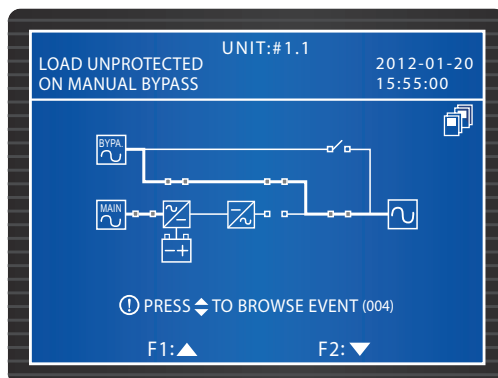 UNIT:#1.1
LOAD UNPROTECTED
ON MANUAL BYPASS
2012-01-20
15:55:00
BYPA.
MAIN
PRESS TO BROWSE EVENT (004)
F1:
F2: